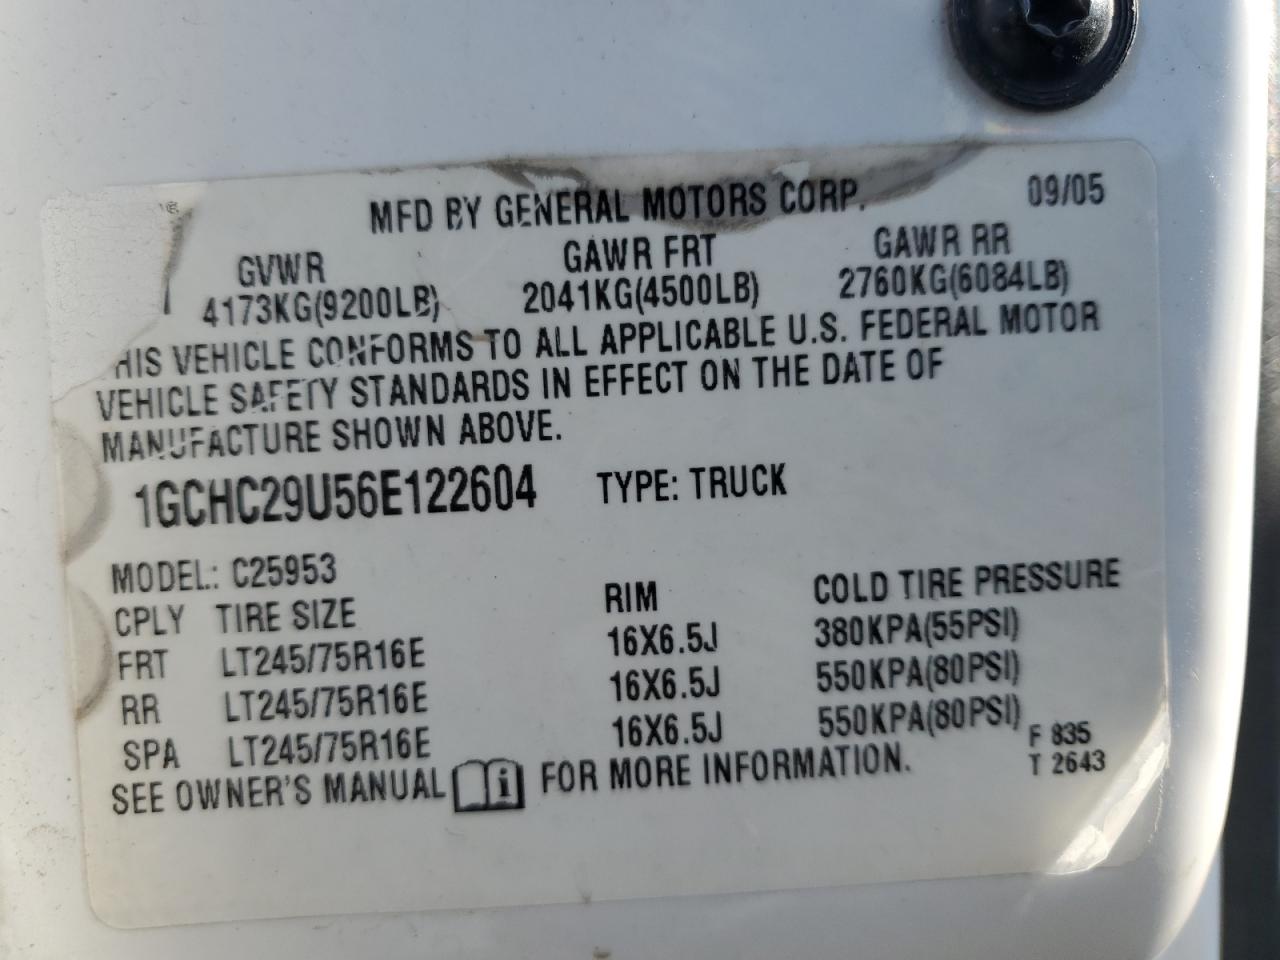 MFD BY GENERAL MOTORS CORP. 09/05
GVWR GAWR FRT GAWR RR
4173KG(9200LB) 2041KG(4500LB) 2760KG(6084LB)
HIS VEHICLE CONFORMS TO ALL APPLICABLE U.S. FEDERAL MOTOR
VEHICLE SAFETY STANDARDS IN EFFECT ON THE DATE OF
MANUFACTURE SHOWN ABOVE.
1GCHC29U56E122604 TYPE: TRUCK
MODEL: C25953
CPLY TIRE SIZE RIM COLD TIRE PRESSURE
FRT LT245/75R16E 16X6.5J 380KPA(55PSI)
RR LT245/75R16E 16X6.5J 550KPA(80PSI)
SPA LT245/75R16E 16X6.5J 550KPA(80PSI)
SEE OWNER'S MANUAL i FOR MORE INFORMATION.
F 835
T 2643